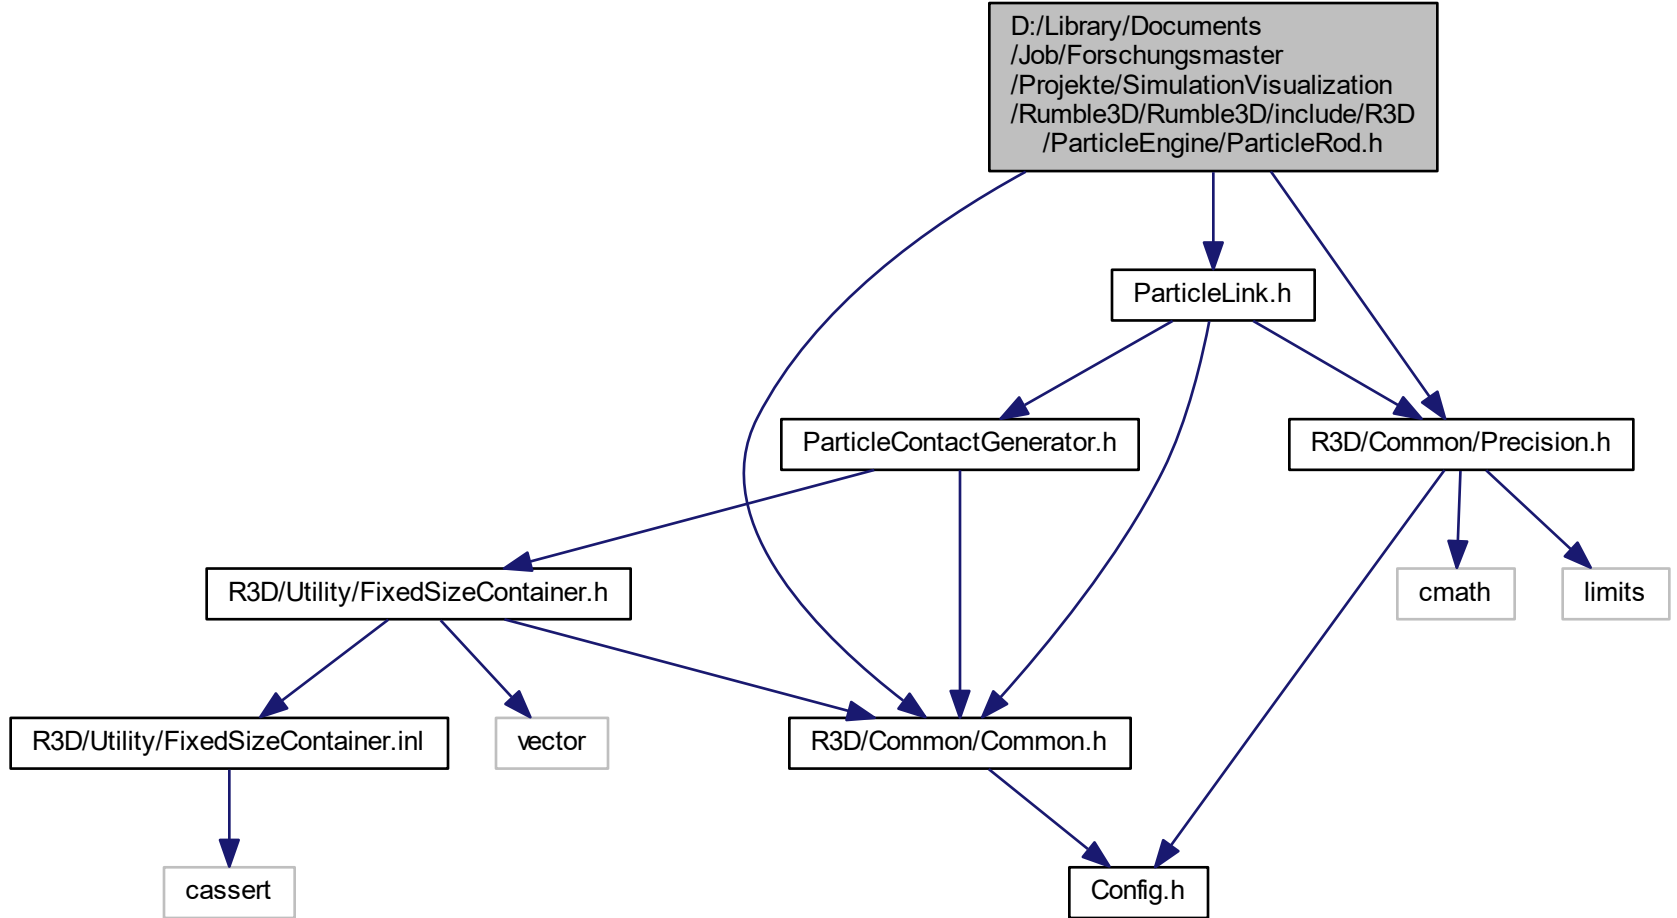 D:/Library/Documents
/Job/Forschungsmaster
/Projekte/SimulationVisualization
/Rumble3D/Rumble3D/include/R3D
/ParticleEngine/ParticleRod.h
ParticleLink.h
ParticleContactGenerator.h
R3D/Common/Precision.h
R3D/Utility/FixedSizeContainer.h
cmath
limits
R3D/Utility/FixedSizeContainer.inl
vector
R3D/Common/Common.h
cassert
Config.h